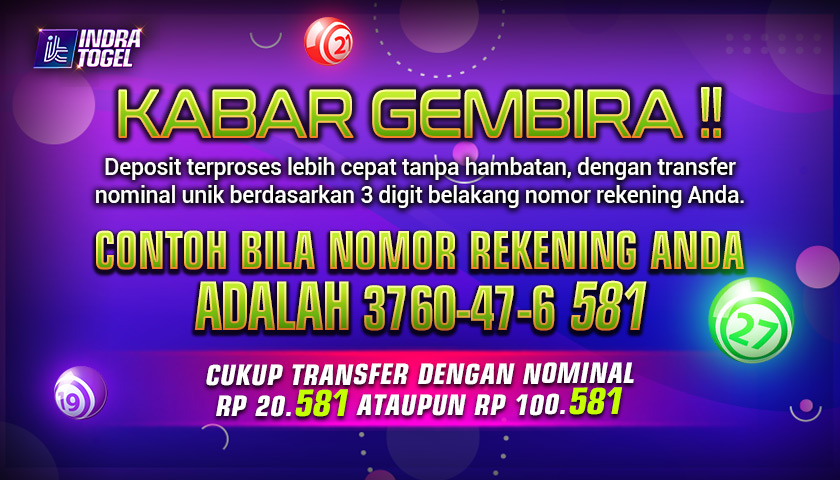 INDRA
TOGEL
21
KABAR GEMBIRA !!
Deposit terproses lebih cepat tanpa hambatan, dengan transfer
nominal unik berdasarkan 3 digit belakang nomor rekening Anda.
CONTOH BILA NOMOR REKENING ANDA
ADALAH 3760-47-6 581
27
CUKUP TRANSFER DENGAN NOMINAL
RP 20.581 ATAUPUN RP 100.581
19